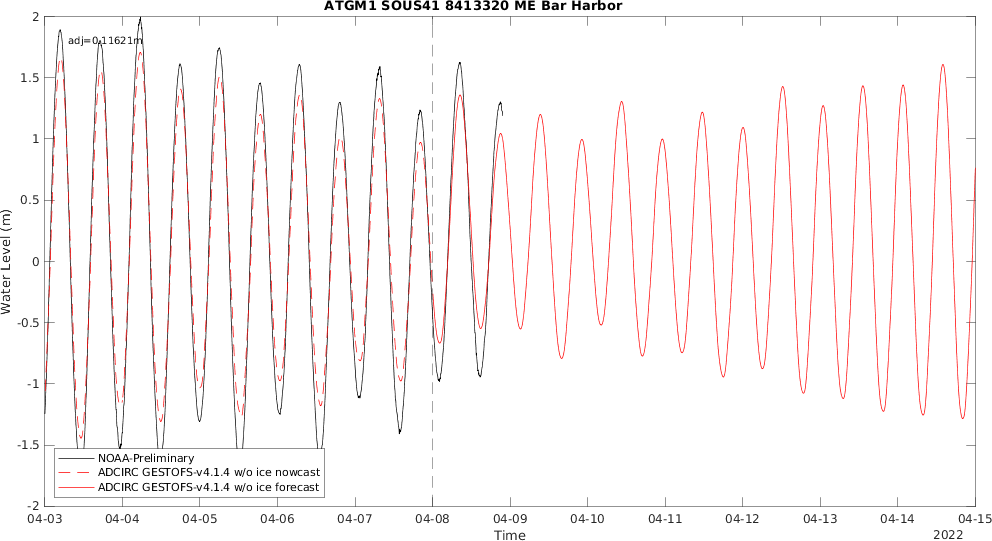 ATGM1 SOUS41 8413320 ME Bar Harbor
adj=0.11621m
2
1.5
1
0.5
0
-0.5
-1
-1.5
-2
Water Level (m)
NOAA-Preliminary
ADCIRC GESTOFS-v4.1.4 w/o ice nowcast
ADCIRC GESTOFS-v4.1.4 w/o ice forecast
04-03 04-04 04-05 04-06 04-07 04-08 04-09 04-10 04-11 04-12 04-13 04-14 04-15
Time
2022